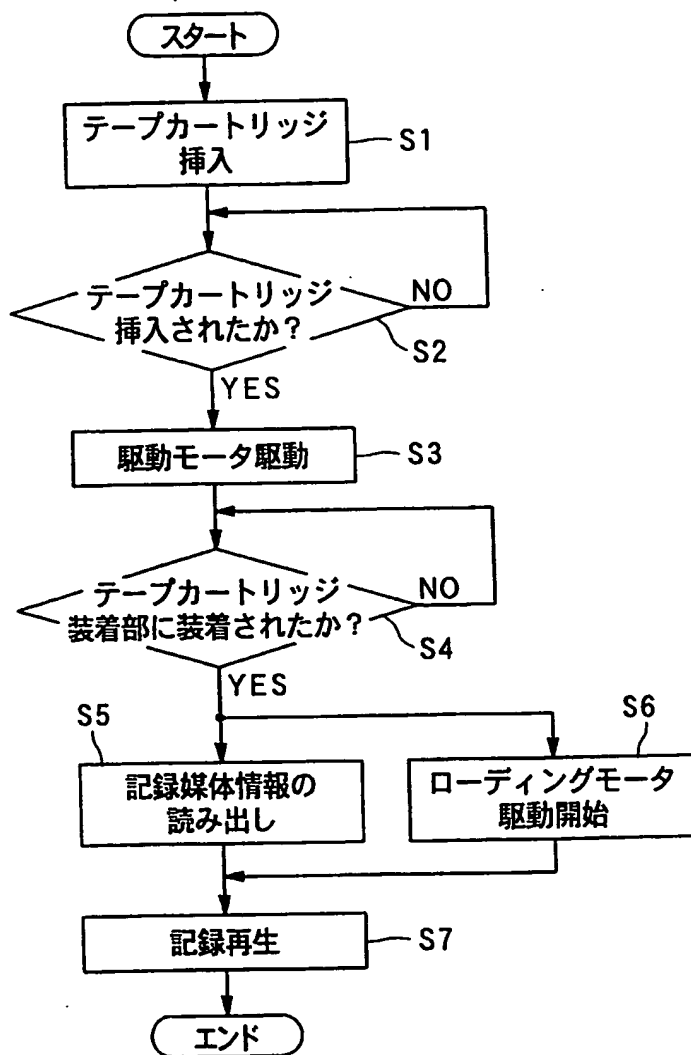 スタート
テープカートリッジ
挿入
S1
テープカートリッジ
挿入されたか？
NO
S2
YES
駆動モータ駆動
S3
テープカートリッジ
装着部に装着されたか？
NO
S4
YES
S5
記録媒体情報の
読み出し
S6
ローディングモータ
駆動開始
記録再生
S7
エンド